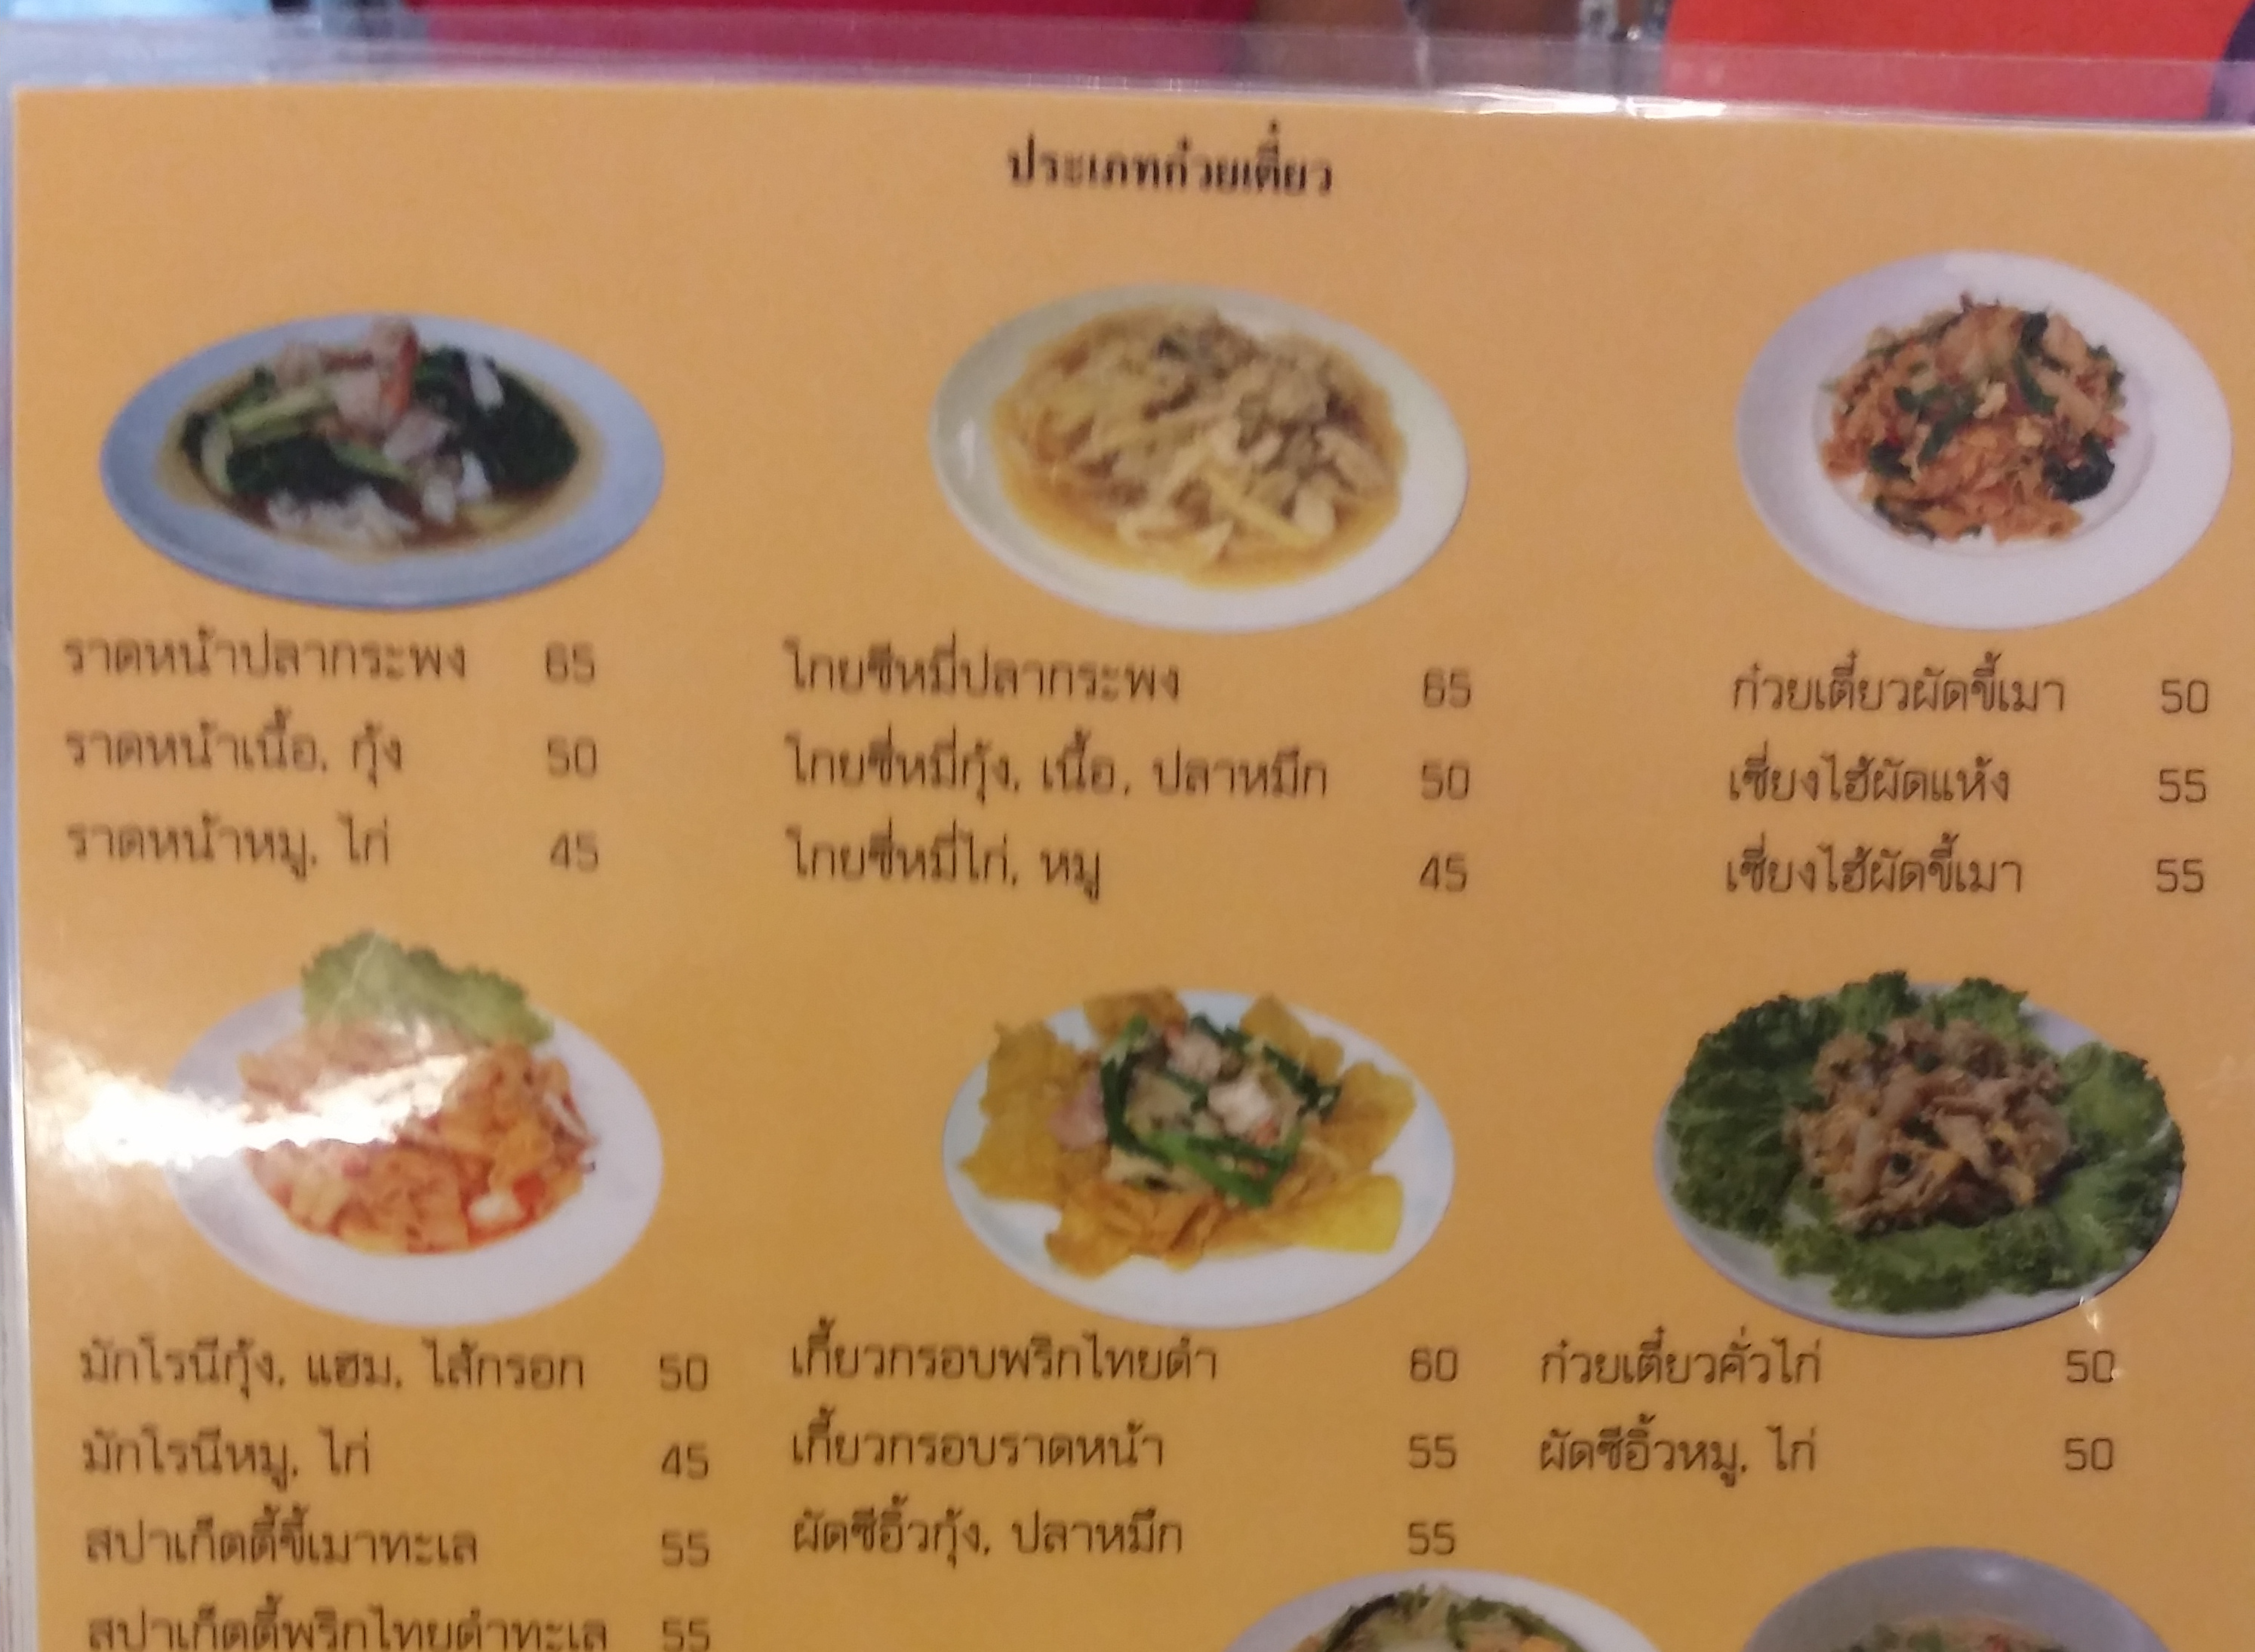 ประเภทก๋วยเตี๋ยว
ราดหน้าปลากระพง 65
ราดหน้าเนื้อ, กุ้ง 50
ราดหน้าหมู, ไก่ 45
โกยซีหมี่ปลากระพง 65
โกยซี่หมี่กุ้ง, เนื้อ, ปลาหมึก 50
โกยซี่หมี่ไก่, หมู 45
ก๋วยเตี๋ยวผัดขี้เมา 50
เซี่ยงไฮ้ผัดแห้ง 55
เซี่ยงไฮ้ผัดขี้เมา 55
มักโรนีกุ้ง, แฮม, ไส้กรอก 50
มักโรนีหมู, ไก่ 45
สปาเก็ตตี้ขี้เมาทะเล 55
สปาเก็ตตี้พริกไทยดำทะเล 55
เกี๊ยวกรอบพริกไทยดำ 60
เกี๊ยวกรอบราดหน้า 55
ผัดซีอิ้วกุ้ง, ปลาหมึก 55
ก๋วยเตี๋ยวคั่วไก่ 50
ผัดซีอิ้วหมู, ไก่ 50